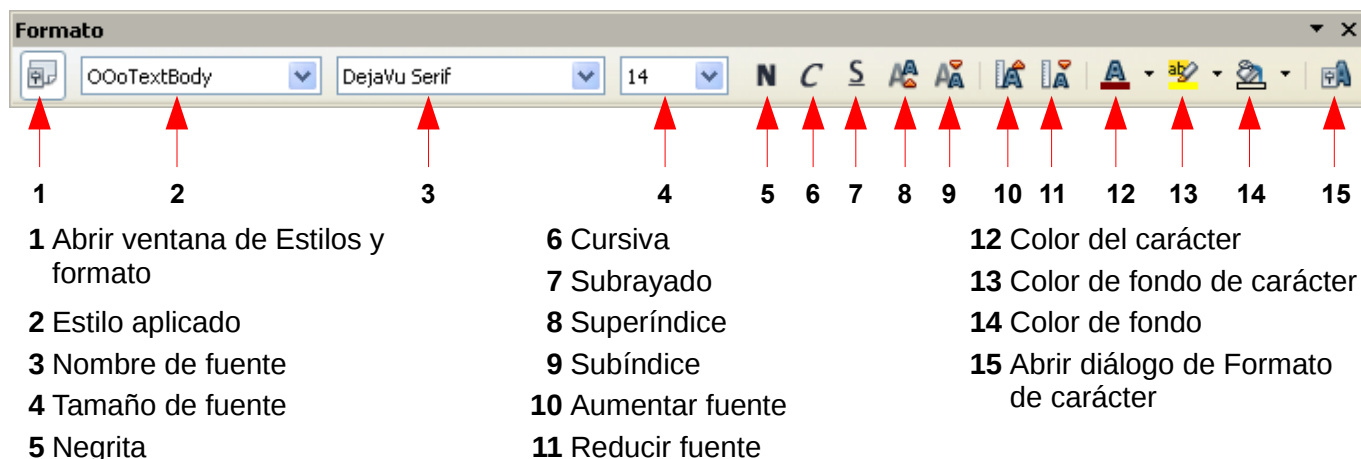 Formato
OOoTextBody DejaVu Serif 14 N C S
1 2 3 4 5 6 7 8 9 10 11 12 13 14 15
1 Abrir ventana de Estilos y
formato
2 Estilo aplicado
3 Nombre de fuente
4 Tamaño de fuente
5 Negrita
6 Cursiva
7 Subrayado
8 Superíndice
9 Subíndice
10 Aumentar fuente
11 Reducir fuente
12 Color del carácter
13 Color de fondo de carácter
14 Color de fondo
15 Abrir diálogo de Formato
de carácter